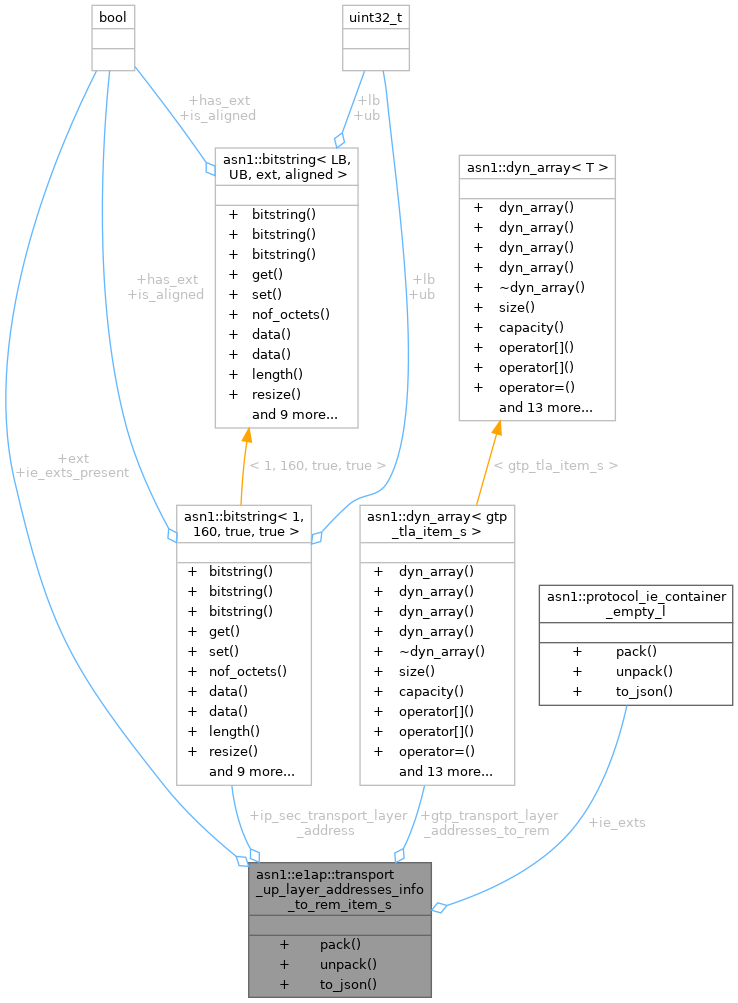 bool
uint32_t
+has_ext
+is_aligned
+lb
+ub
asn1::bitstring< LB,
UB, ext, aligned >
+ bitstring()
+ bitstring()
+ bitstring()
+ get()
+ set()
+ nof_octets()
+ data()
+ data()
+ length()
+ resize()
and 9 more...
asn1::dyn_array< T >
+ dyn_array()
+ dyn_array()
+ dyn_array()
+ dyn_array()
+ ~dyn_array()
+ size()
+ capacity()
+ operator[]()
+ operator[]()
+ operator=()
and 13 more...
+has_ext
+is_aligned
+lb
+ub
+ext
+ie_exts_present
< 1, 160, true, true >
< gtp_tla_item_s >
asn1::bitstring< 1,
160, true, true >
+ bitstring()
+ bitstring()
+ bitstring()
+ get()
+ set()
+ nof_octets()
+ data()
+ data()
+ length()
+ resize()
and 9 more...
asn1::dyn_array< gtp
_tla_item_s >
+ dyn_array()
+ dyn_array()
+ dyn_array()
+ dyn_array()
+ ~dyn_array()
+ size()
+ capacity()
+ operator[]()
+ operator[]()
+ operator=()
and 13 more...
asn1::protocol_ie_container
_empty_l
+ pack()
+ unpack()
+ to_json()
+ip_sec_transport_layer
_address
+gtp_transport_layer
_addresses_to_rem
+ie_exts
asn1::e1ap::transport
_up_layer_addresses_info
_to_rem_item_s
+ pack()
+ unpack()
+ to_json()